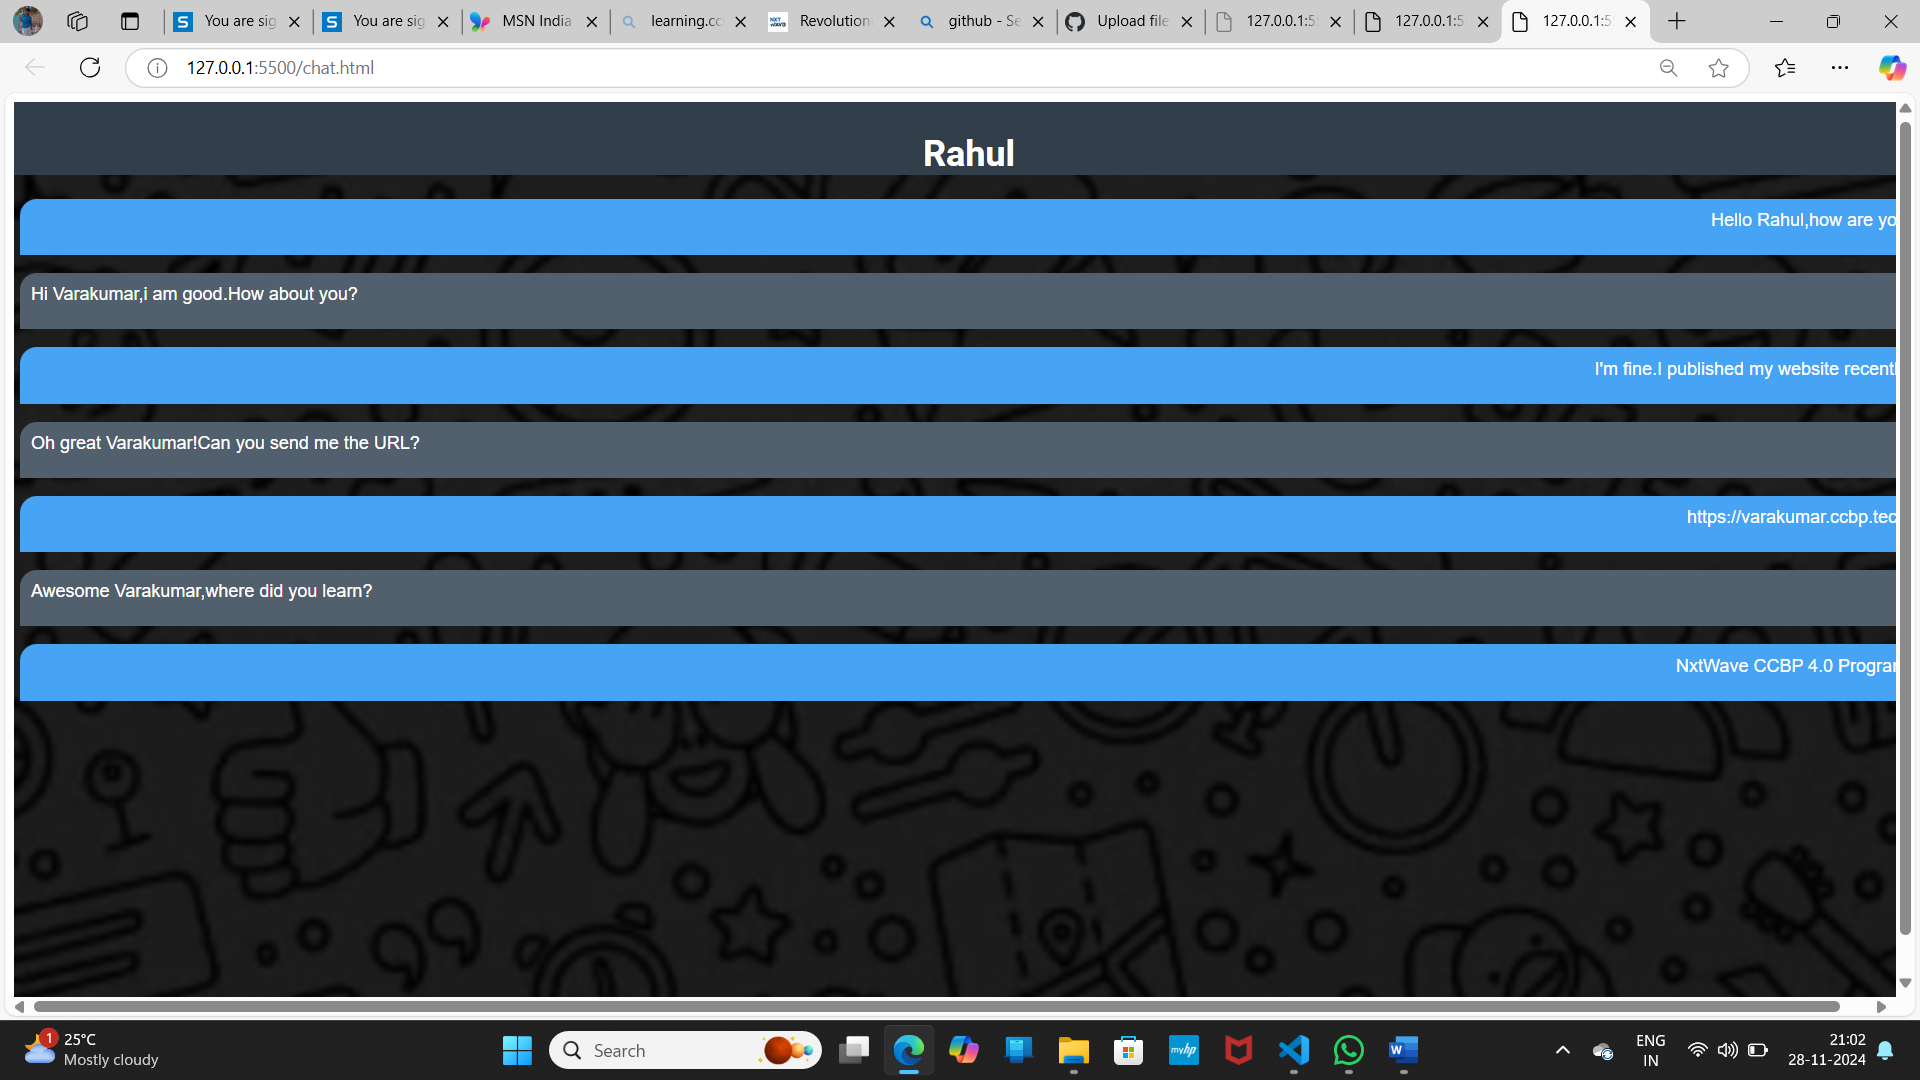 You are sig
You are sig
MSN India
learning.cc
Revolution
github - Se
Upload file
127.0.0.1:5
127.0.0.1:5
127.0.0.1:5
127.0.0.1:5500/chat.html
Rahul
Hello Rahul,how are yo
Hi Varakumar,i am good.How about you?
I'm fine.I published my website recent
Oh great Varakumar!Can you send me the URL?
https://varakumar.ccbp.tec
Awesome Varakumar,where did you learn?
NxtWave CCBP 4.0 Progra
1
25°C
Mostly cloudy
Search
myhp
W
ENG
IN
21:02
28-11-2024